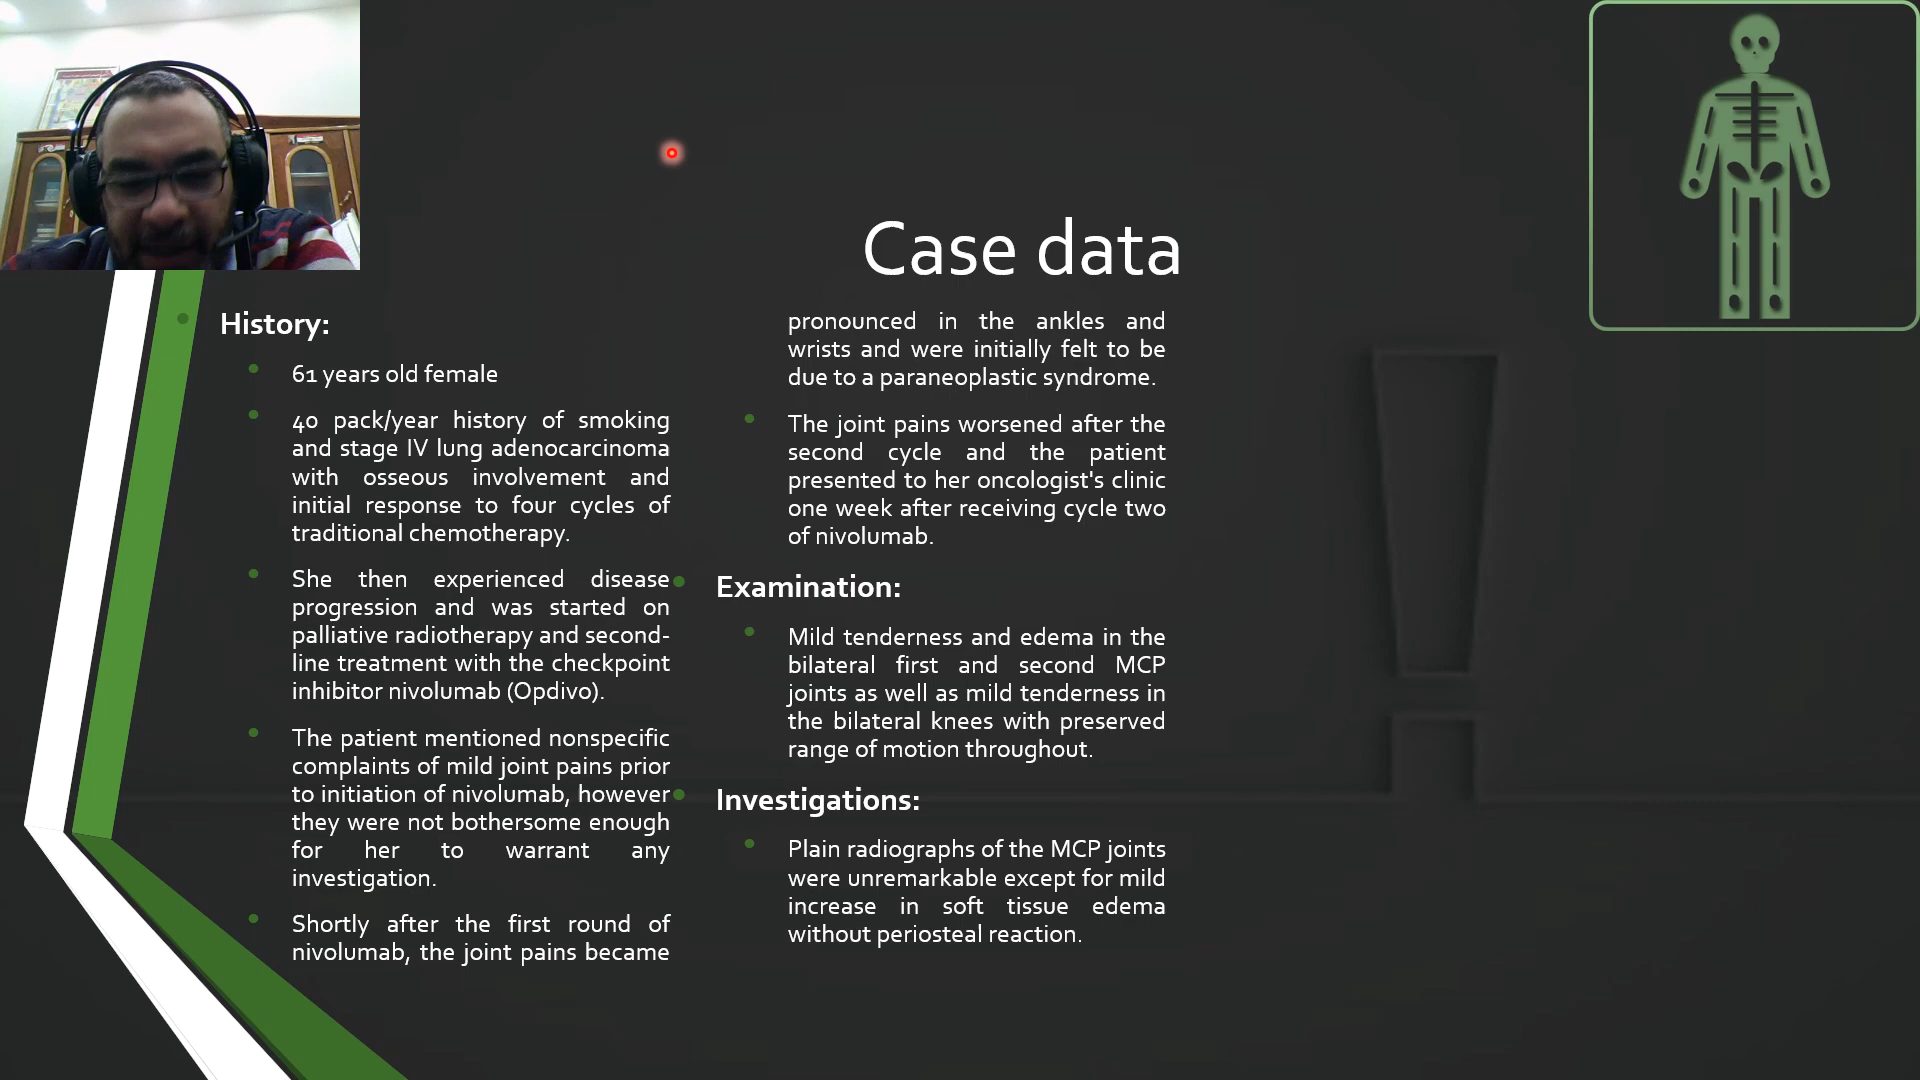 Case data
History:
61 years old female
40 pack/year history of smoking
and stage IV lung adenocarcinoma
with osseous involvement and
initial response to four cycles of
traditional chemotherapy.
She then experienced disease
progression and was started on
palliative radiotherapy and second-
line treatment with the checkpoint
inhibitor nivolumab (Opdivo).
The patient mentioned nonspecific
complaints of mild joint pains prior
to initiation of nivolumab, however
they were not bothersome enough
for her to warrant any
investigation.
Shortly after the first round of
nivolumab, the joint pains became
pronounced in the ankles and
wrists and were initially felt to be
due to a paraneoplastic syndrome.
The joint pains worsened after the
second cycle and the patient
presented to her oncologist's clinic
one week after receiving cycle two
of nivolumab.
Examination:
Mild tenderness and edema in the
bilateral first and second MCP
joints as well as mild tenderness in
the bilateral knees with preserved
range of motion throughout.
Investigations:
Plain radiographs of the MCP joints
were unremarkable except for mild
increase in soft tissue edema
without periosteal reaction.